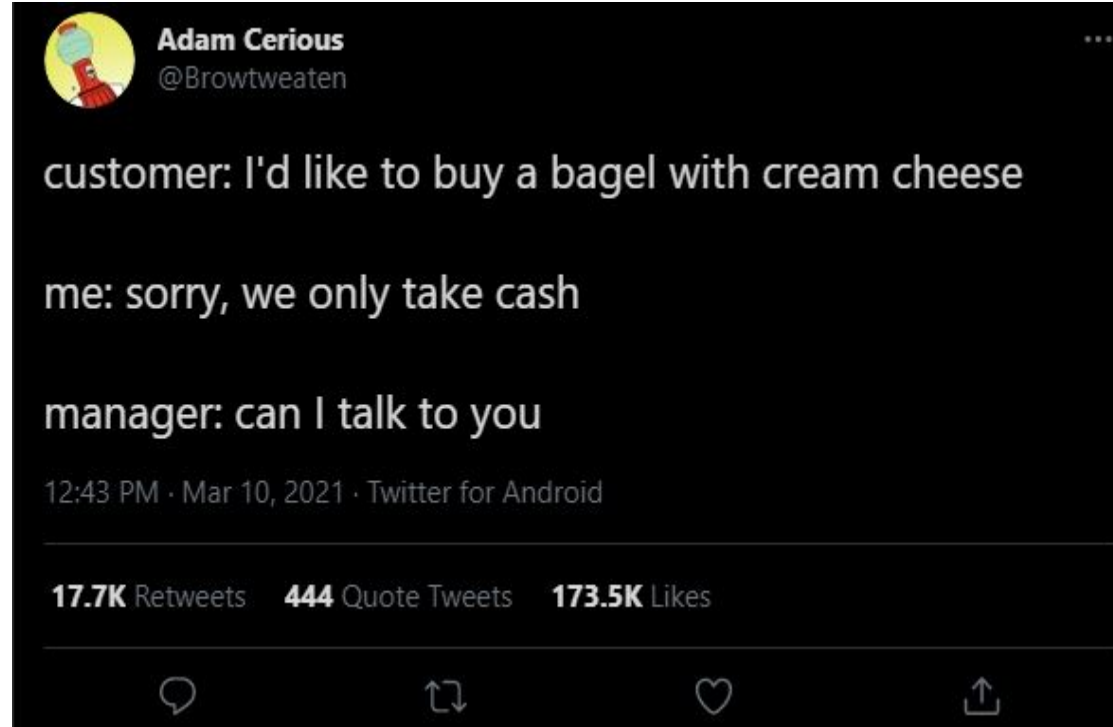 Adam Cerious
@Browtweaten
customer: I'd like to buy a bagel with cream cheese
me: sorry, we only take cash
manager: can I talk to you
12:43 PM · Mar 10, 2021 · Twitter for Android
17.7K Retweets 444 Quote Tweets 173.5K Likes